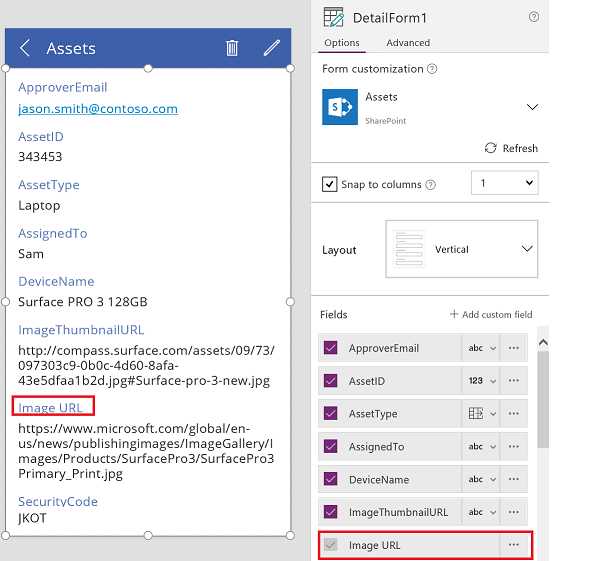 Assets
ApproverEmail
jason.smith@contoso.com
AssetID
343453
AssetType
Laptop
AssignedTo
Sam
DeviceName
Surface PRO 3 128GB
ImageThumbnailURL
http://compass.surface.com/assets/09/73/
097303c9-0b0c-4d60-8afa-
43e5dfaa1b2d.jpg#Surface-pro-3-new.jpg
Image URL
https://www.microsoft.com/global/en-
us/news/publishingimages/ImageGallery/I
mages/Products/SurfacePro3/SurfacePro3
Primary_Print.jpg
SecurityCode
JKOT
DetailForm1
Options Advanced
Form customization
Assets
SharePoint
Refresh
Snap to columns 1
Layout Vertical
Fields Add custom field
ApproverEmail abc
AssetID 123
AssetType
AssignedTo abc
DeviceName abc
ImageThumbnailURL abc
Image URL